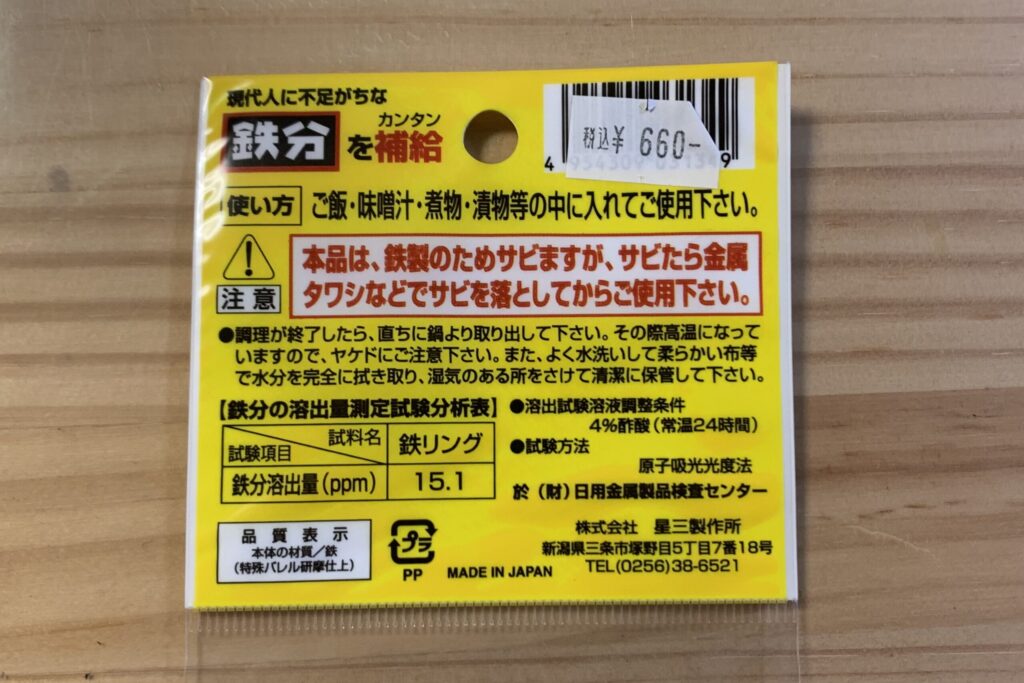 現代人に不足がちな
鉄分を補給
カンタン
税込¥ 660-
使い方 ご飯・味噌汁・煮物・漬物等の中に入れてご使用下さい。
注意
本品は、鉄製のためサビますが、サビたら金属
タワシなどでサビを落としてからご使用下さい。
●調理が終了したら、直ちに鍋より取り出して下さい。その際高温になって
いますので、ヤケドにご注意下さい。また、よく水洗いして柔らかい布等
で水分を完全に拭き取り、湿気のある所をさけて清潔に保管して下さい。
【鉄分の溶出量測定試験分析表】
試料名
試験項目
鉄リング
鉄分溶出量(ppm) 15.1
●溶出試験溶液調整条件
4%酢酸(常温24時間)
●試験方法
原子吸光光度法
於(財)日用金属製品検査センター
品質表示
本体の材質/鉄
(特殊バレル研摩仕上)
プラ
PP
MADE IN JAPAN
株式会社 星三製作所
新潟県三条市塚野目5丁目7番18号
TEL(0256)38-6521